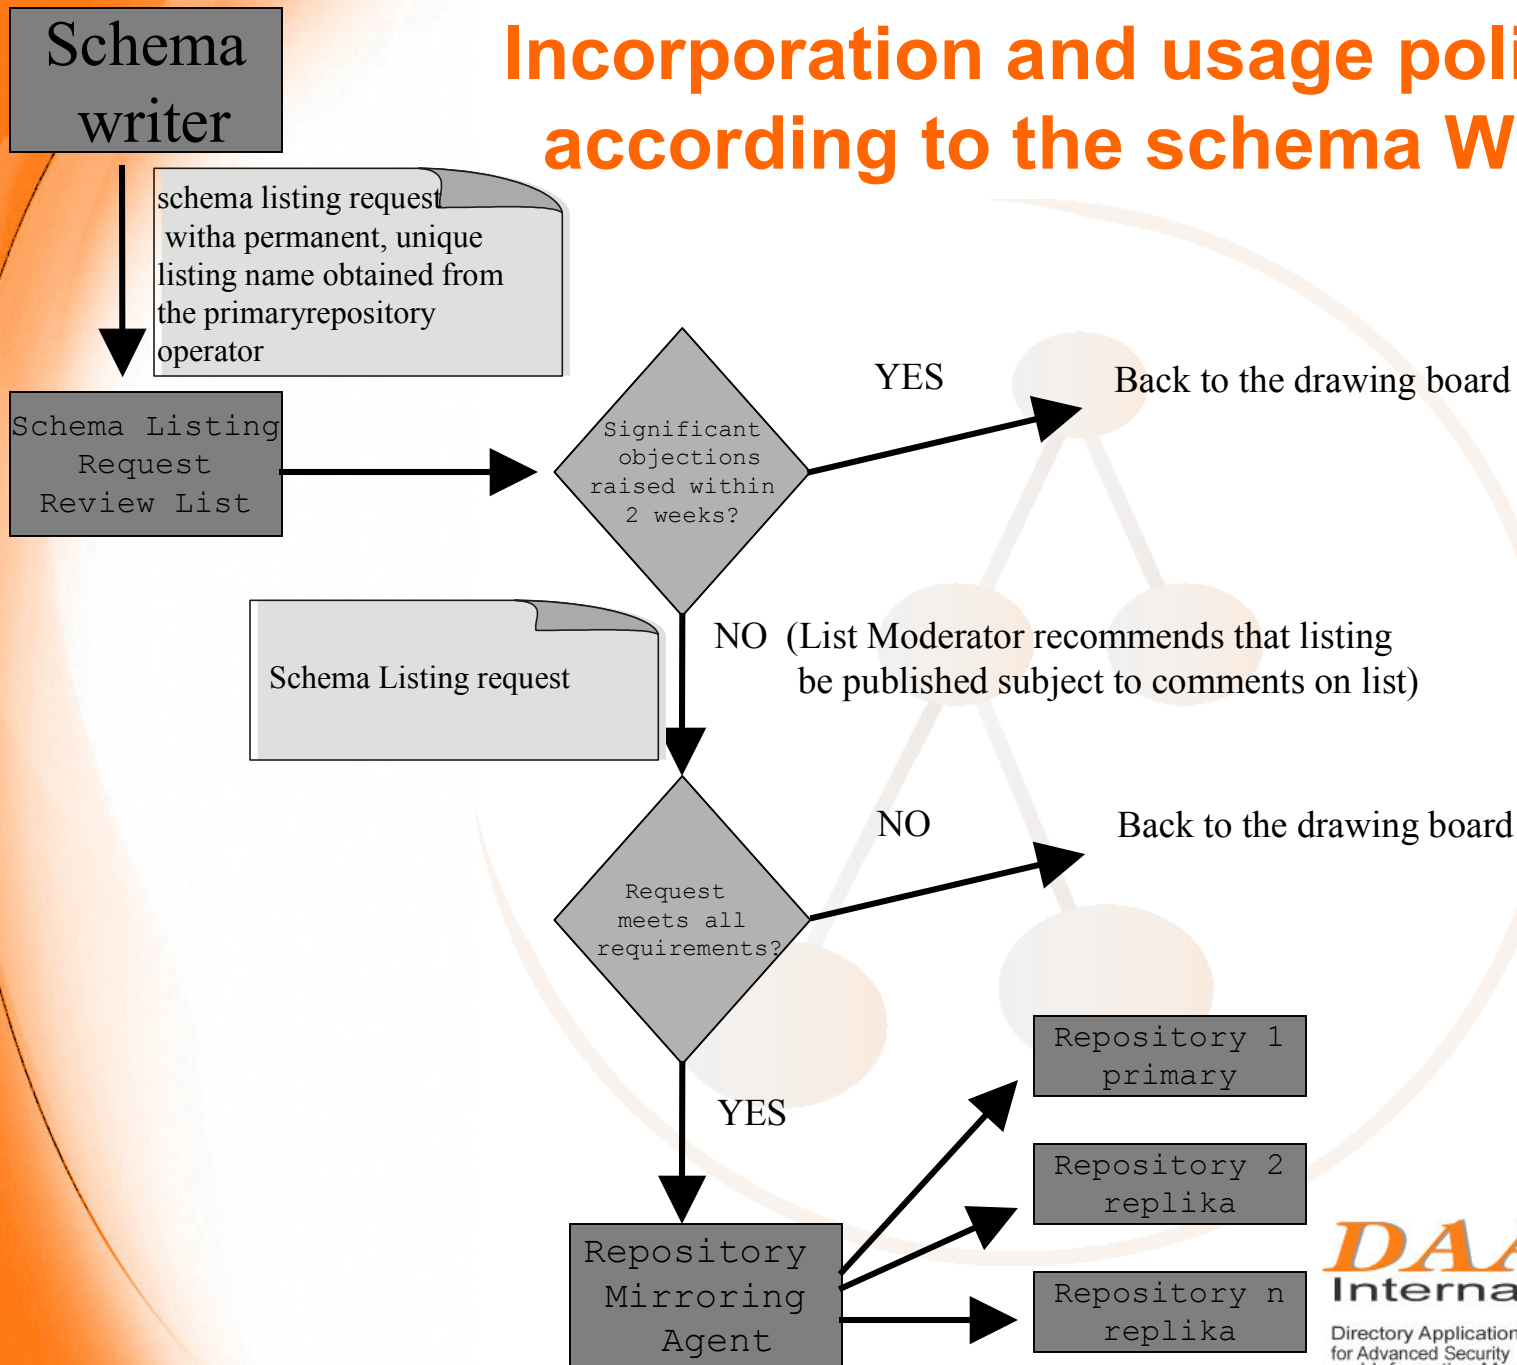 Schema
writer
Incorporation and usage poli
according to the schema W
schema listing request
witha permanent, unique
listing name obtained from
the primaryrepository
operator
Schema Listing
Request
Review List
Significant
objections
raised within
2 weeks?
YES
Back to the drawing board
Schema Listing request
NO (List Moderator recommends that listing
be published subject to comments on list)
Request
meets all
requirements?
NO
Back to the drawing board
YES
Repository
Mirroring
Agent
Repository 1
primary
Repository 2
replika
Repository n
replika
DAA
Interna
Directory Application
for Advanced Security